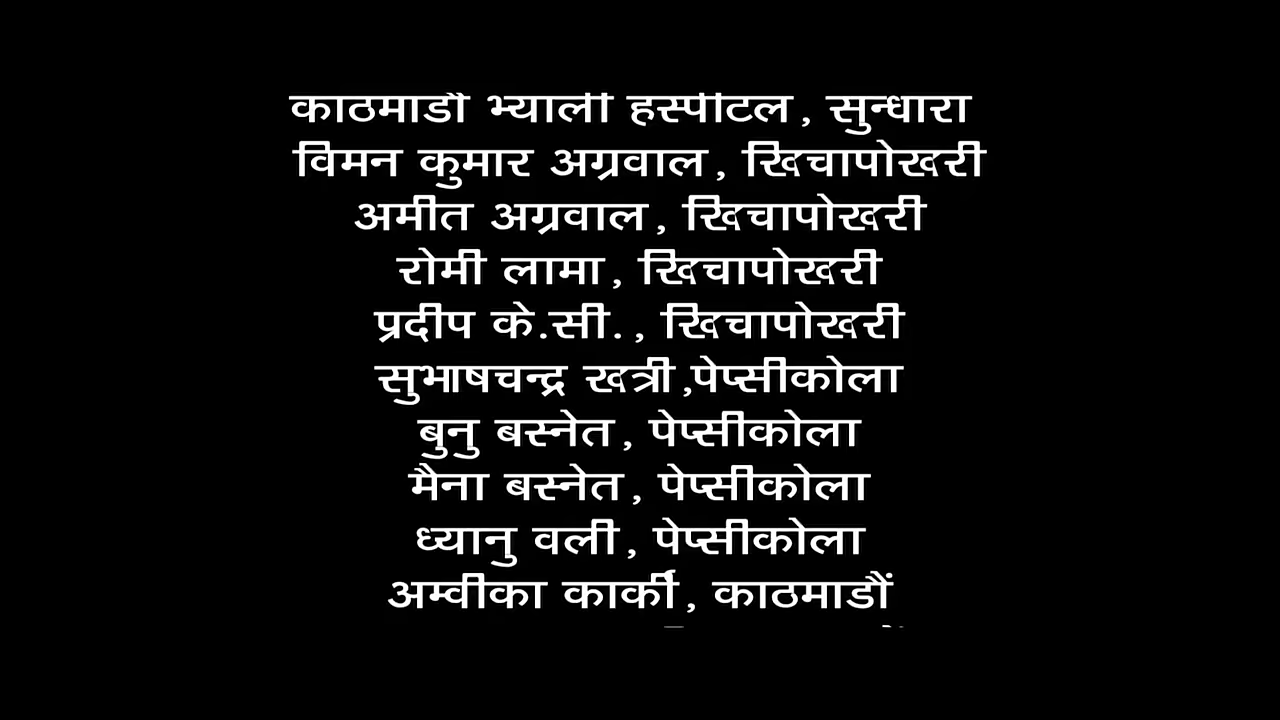 काठमाडौ भ्याली हस्पीटल, सुन्धारा
विमन कुमार अग्रवाल, खिचापोखरी
अमीत अग्रवाल, खिचापोखरी
रोमी लामा, खिचापोखरी
प्रदीप के.सी., खिचापोखरी
सुभाषचन्द्र खत्री,पेप्सीकोला
बुनु बस्नेत, पेप्सीकोला
मैना बस्नेत, पेप्सीकोला
ध्यानु वली, पेप्सीकोला
अम्वीका कार्की, काठमाडौं